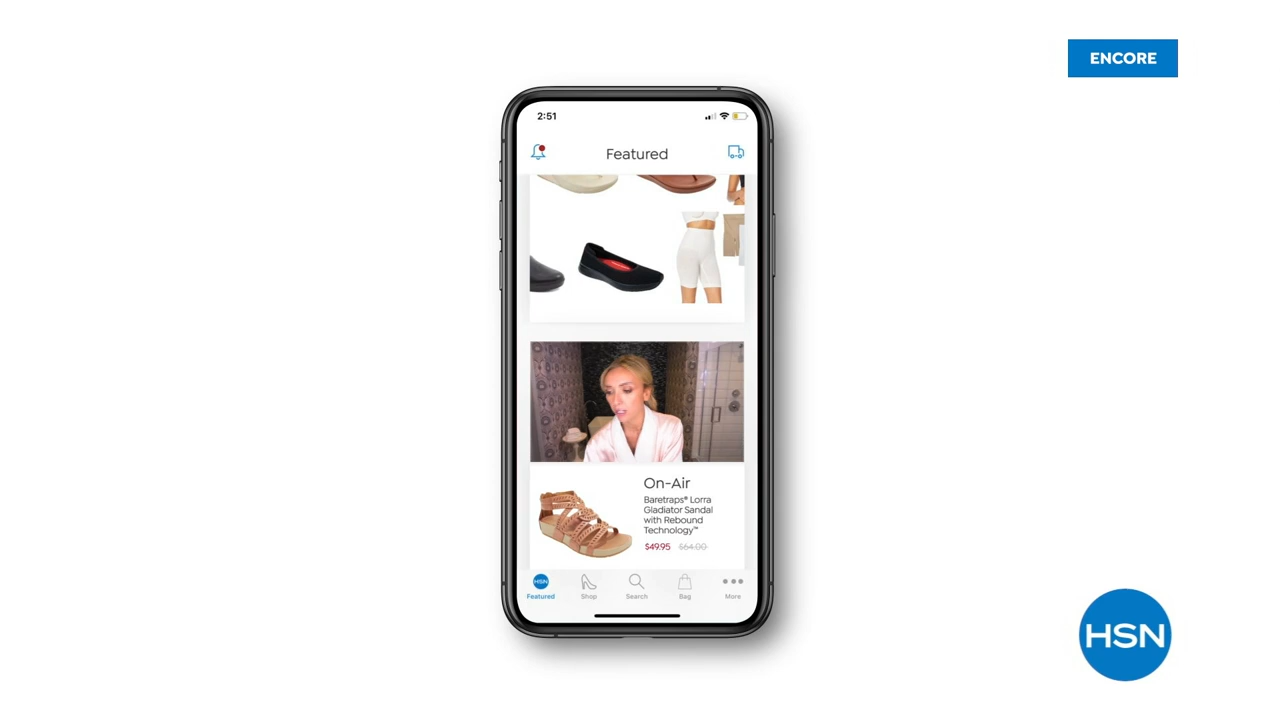 ENCORE
2:51
Featured
On-Air
Baretraps® Lorra
Gladiator Sandal
with Rebound
Technology™
$49.95 $64.00
HSN
Featured
Shop
Search
Bag
More
HSN